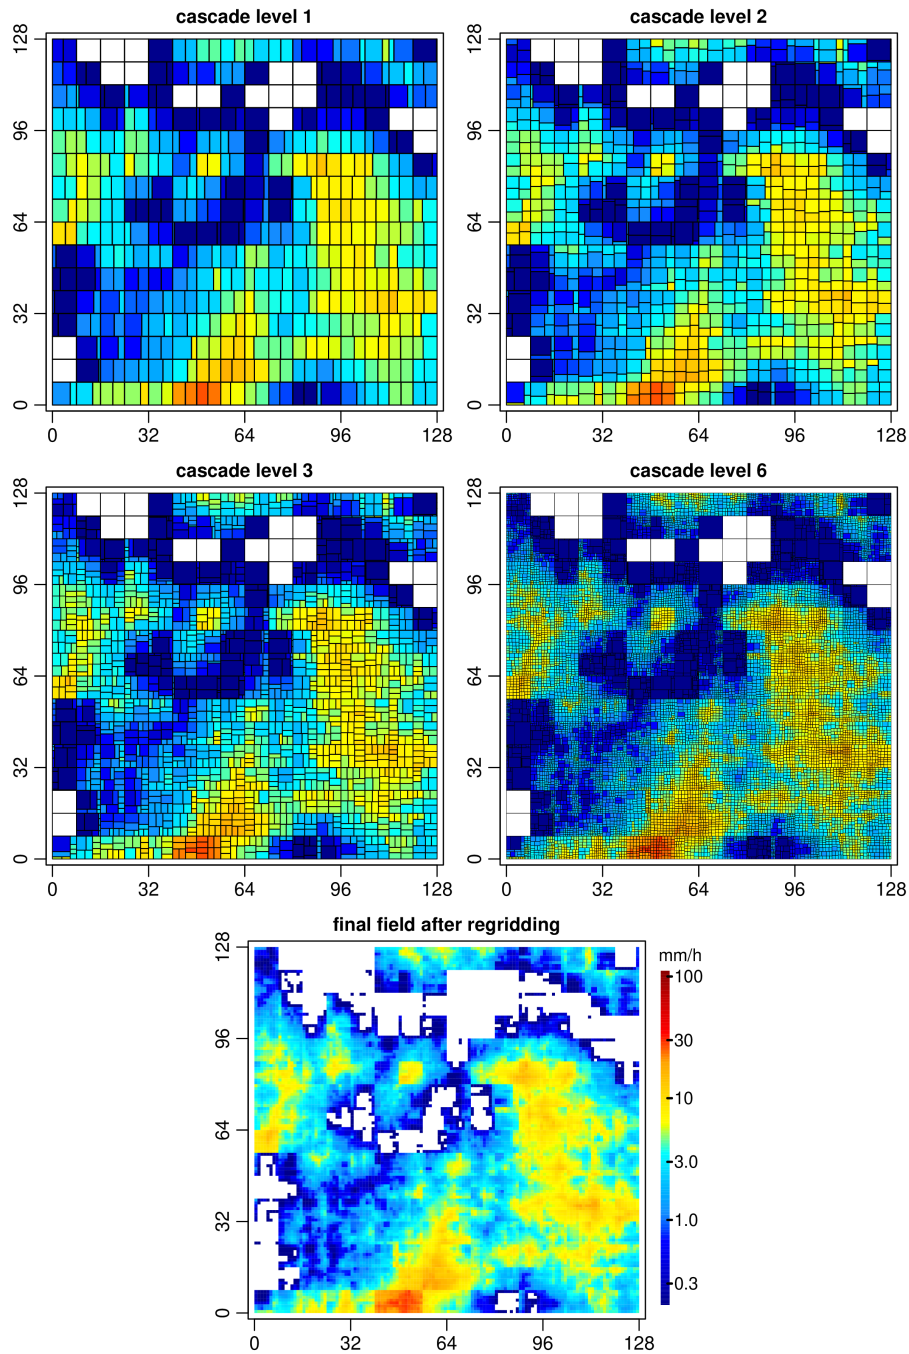 cascade level 1
cascade level 2
128
96
64
32
0
0 32 64 96 128
128
96
64
32
0
0 32 64 96 128
cascade level 3
cascade level 6
128
96
64
32
0
0 32 64 96 128
128
96
64
32
0
0 32 64 96 128
final field after regridding
128
96
64
32
0
0 32 64 96 128
mm/h
100
30
10
3.0
1.0
0.3